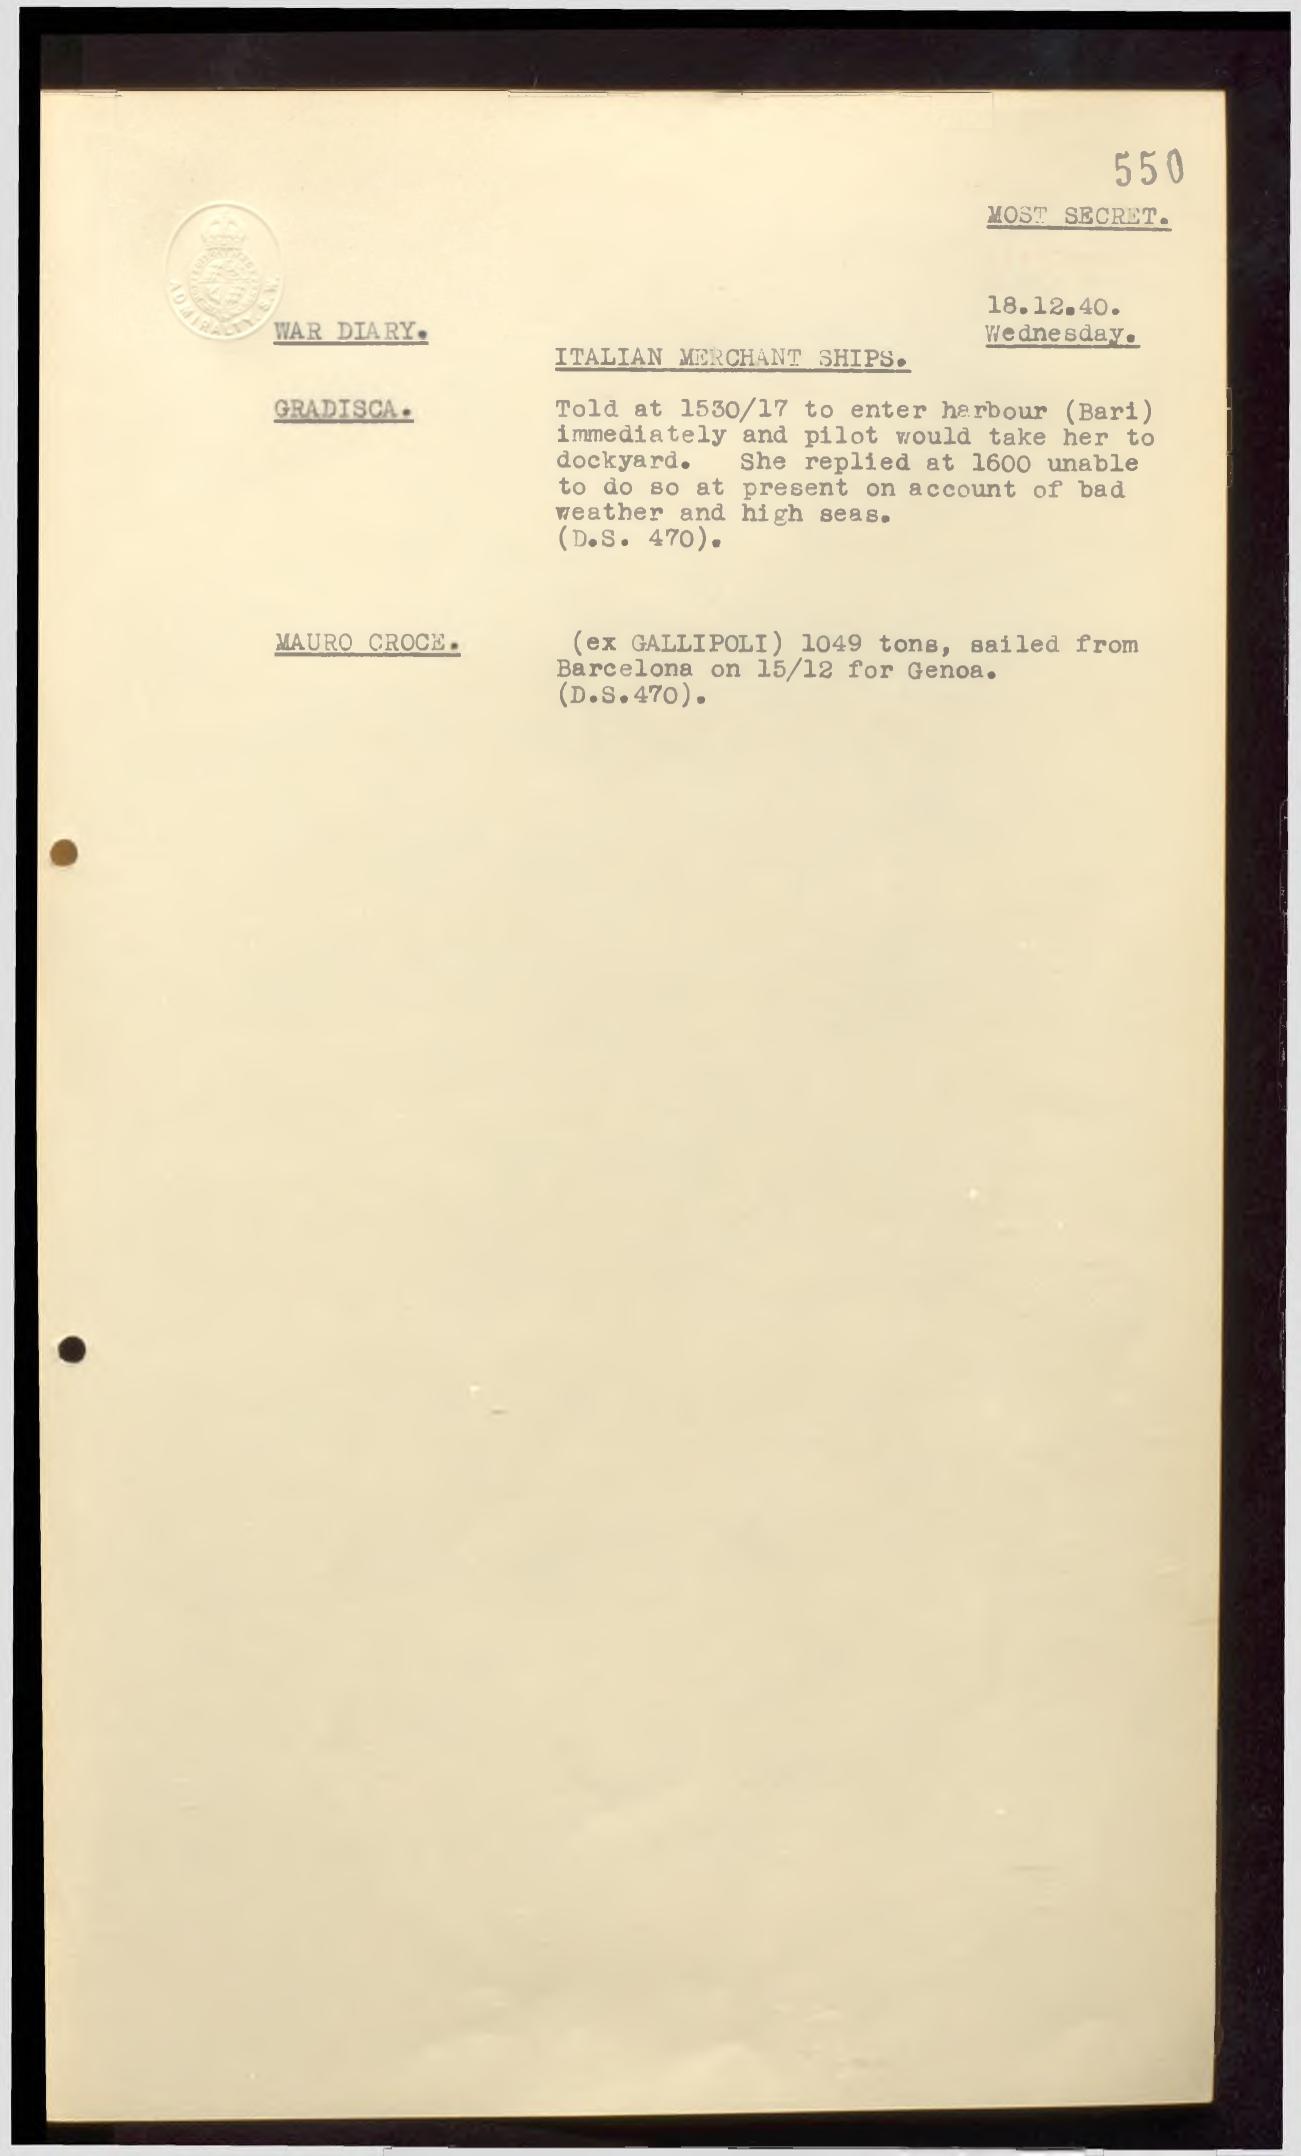 550
MOST SECRET.
ADMIRALTY. S.W.
18.12.40.
WAR DIARY.
Wednesday.
ITALIAN MERCHANT SHIPS.
GRADISCA.
Told at 1530/17 to enter harbour (Bari)
immediately and pilot would take her to
dockyard. She replied at 1600 unable
to do so at present on account of bad
weather and high seas.
(D.S. 470).
MAURO CROCE.
(ex GALLIPOLI) 1049 tons, sailed from
Barcelona on 15/12 for Genoa.
(D.S.470).